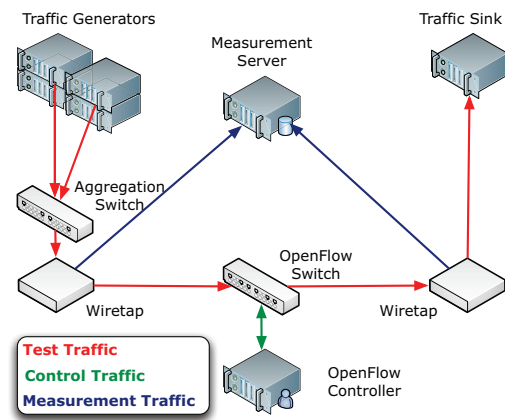 Traffic Generators
Traffic Sink
Measurement
Server
Aggregation
Switch
OpenFlow
Switch
Wiretap
Wiretap
Test Traffic
Control Traffic
Measurement Traffic
OpenFlow
Controller